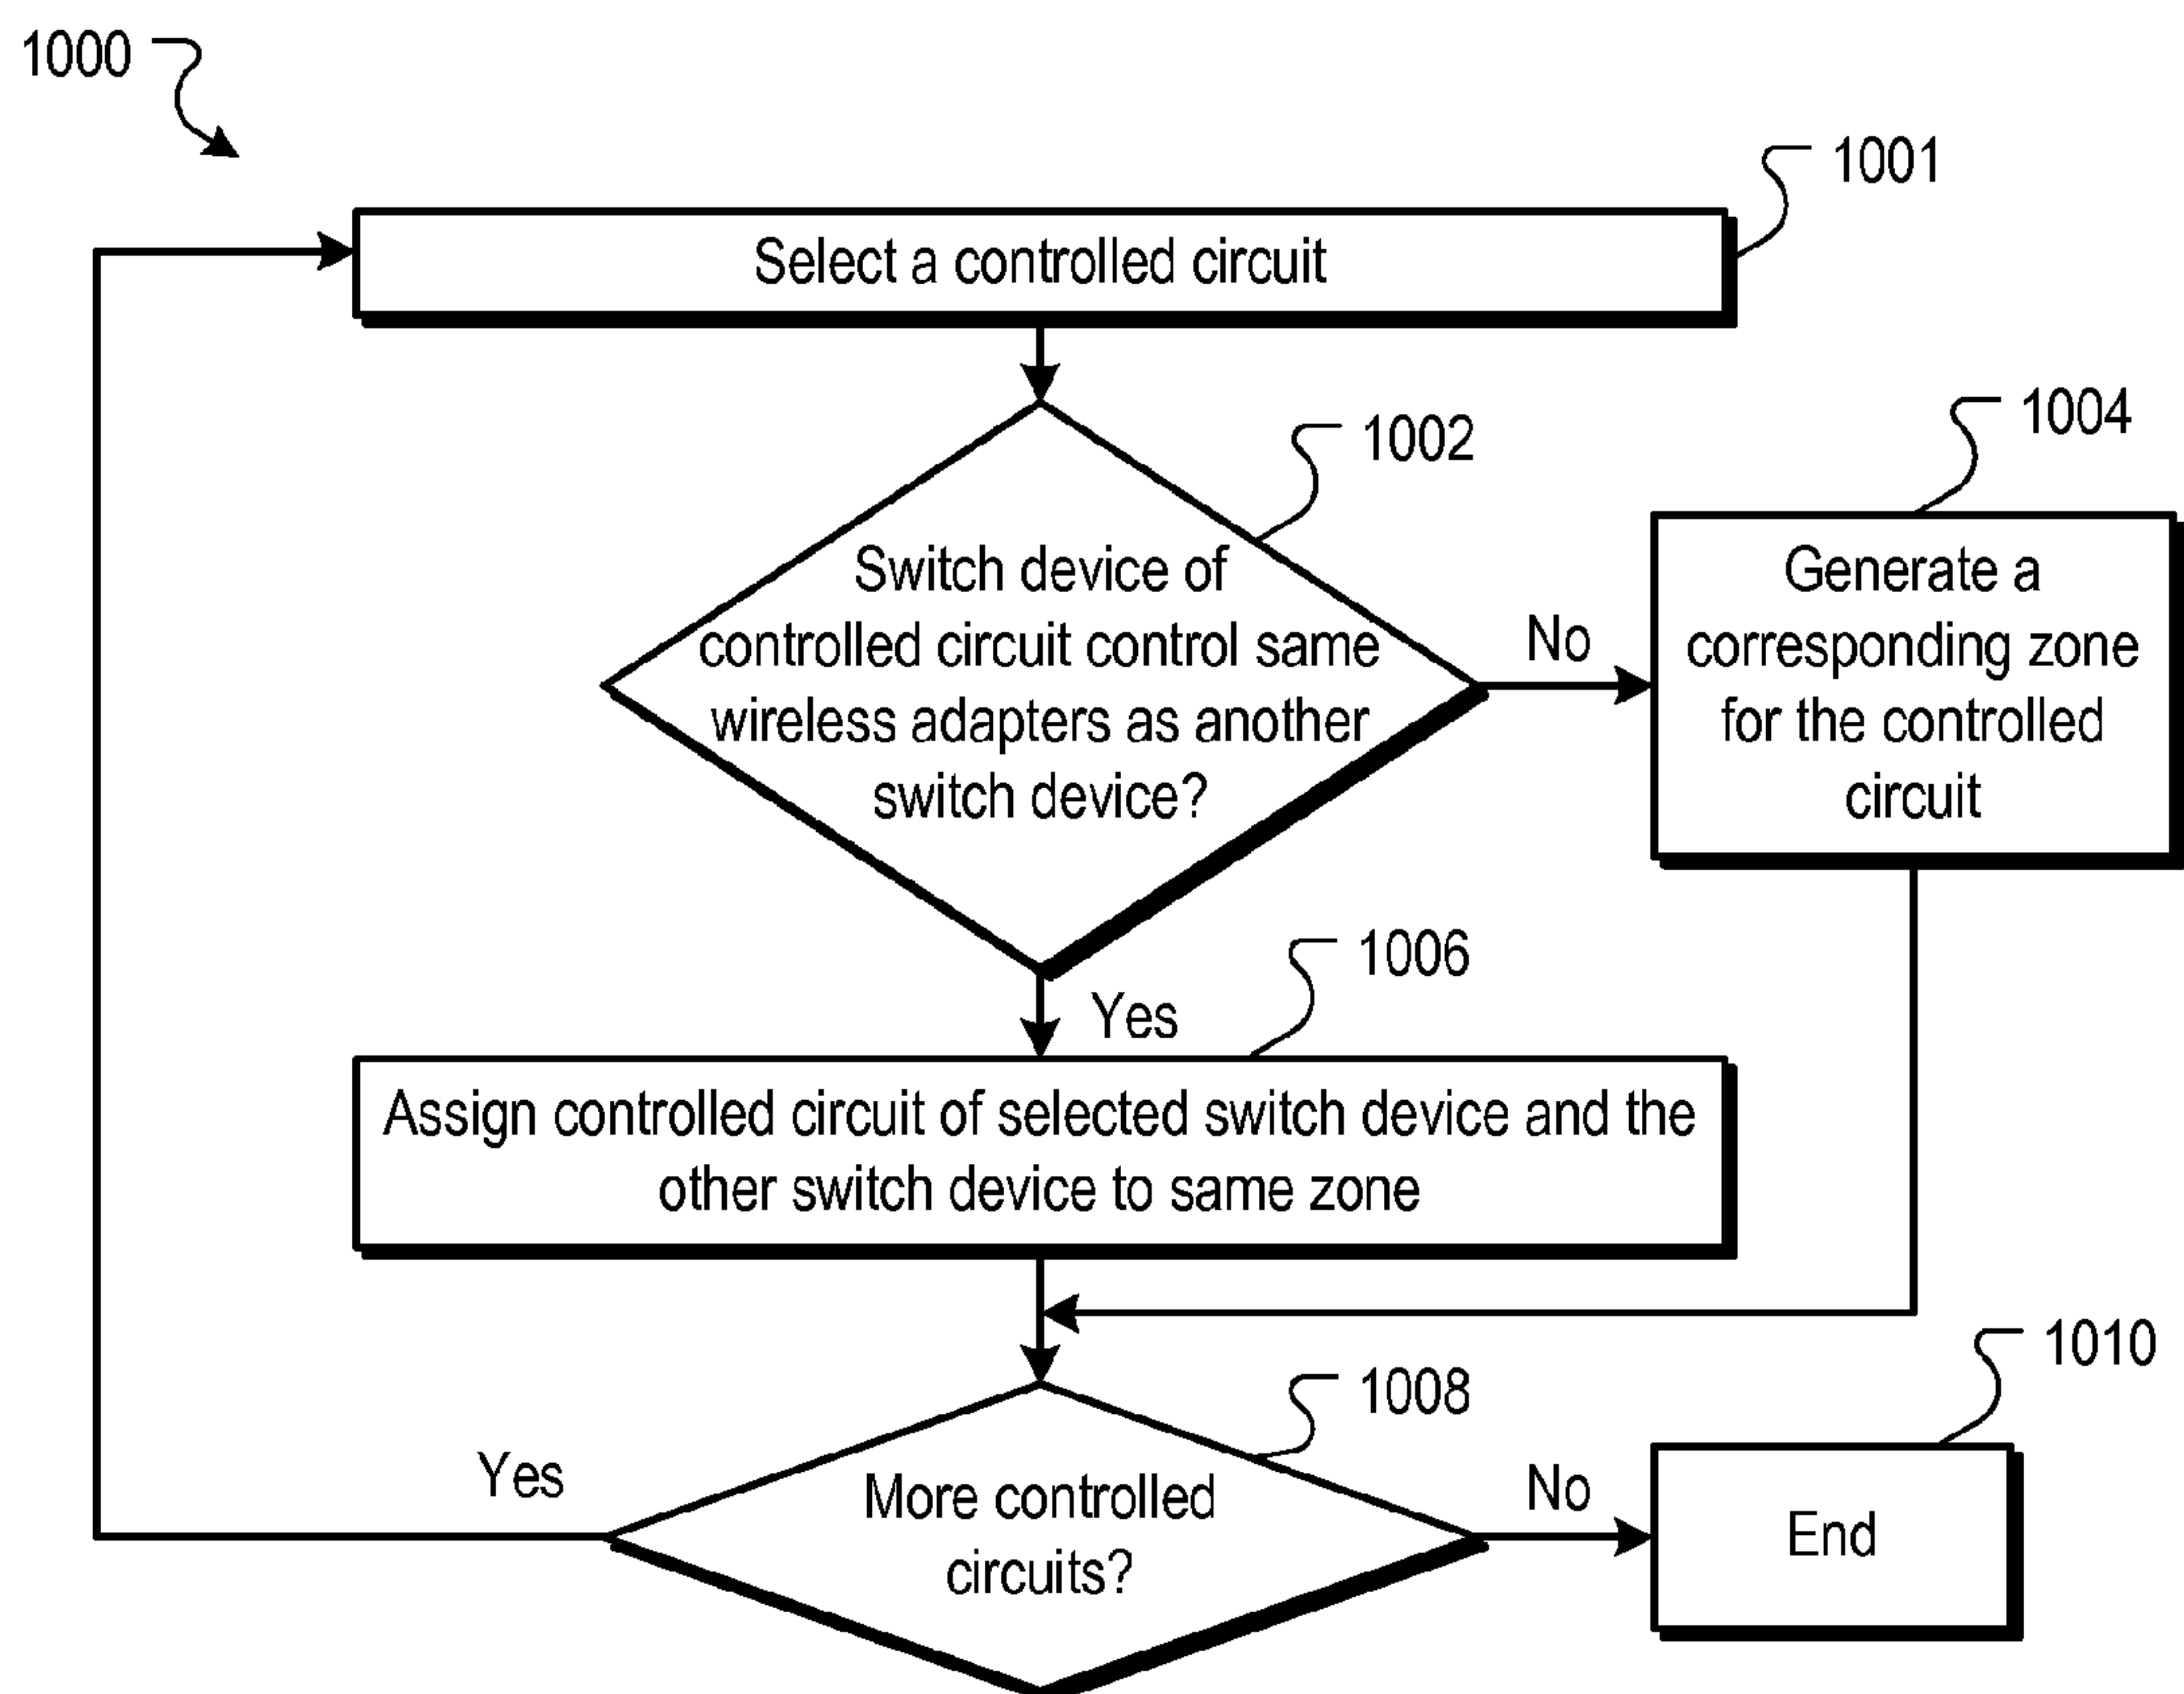 1000
1001
Select a controlled circuit
1002
1004
Switch device of
controlled circuit control same
wireless adapters as another
switch device?
No
Generate a
corresponding zone
for the controlled
circuit
1006
Yes
Assign controlled circuit of selected switch device and the
other switch device to same zone
1008
1010
Yes
More controlled
circuits?
No
End